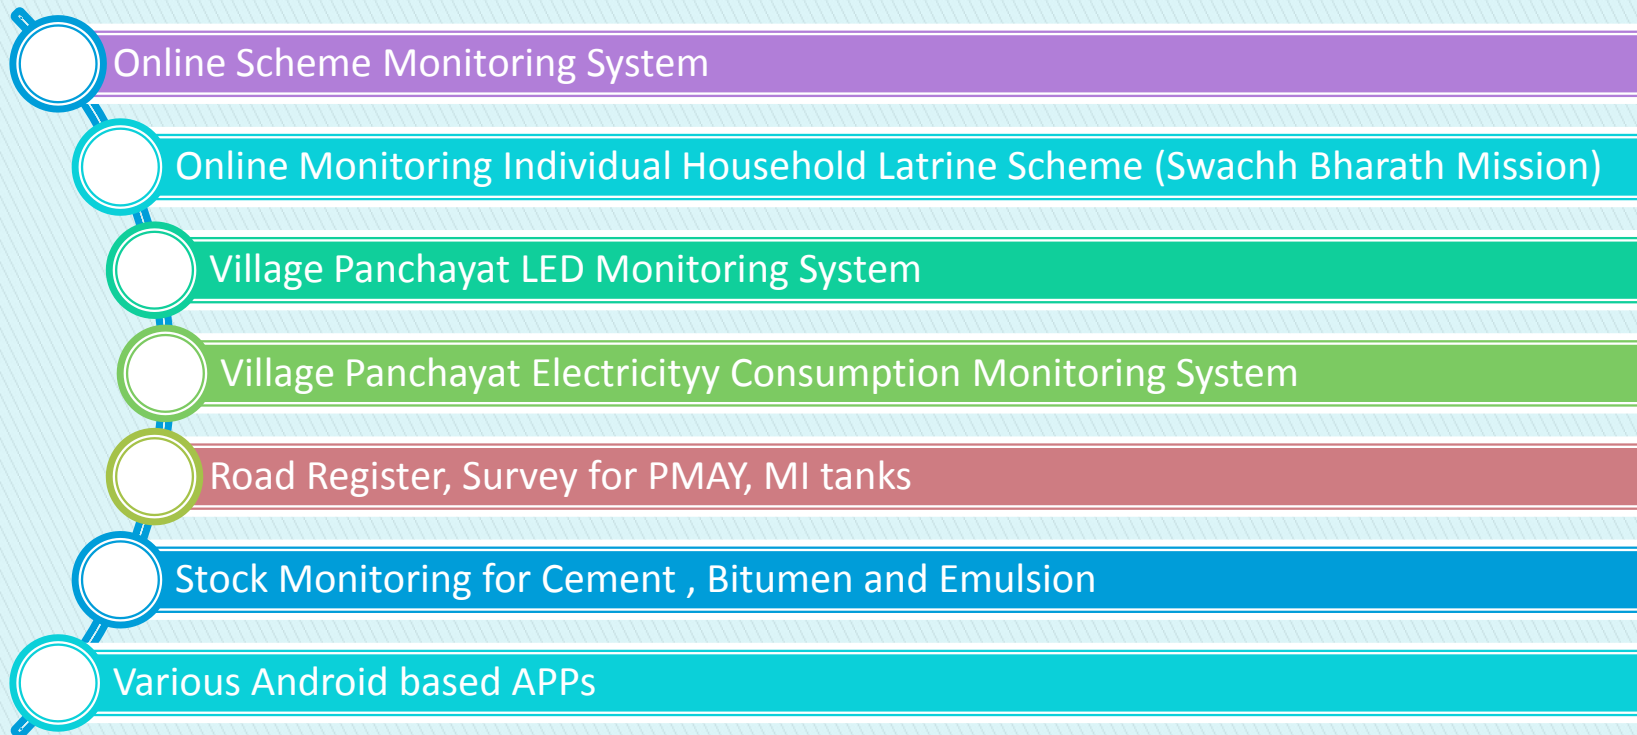 Online Scheme Monitoring System
Online Monitoring Individual Household Latrine Scheme (Swachh Bharath Mission)
Village Panchayat LED Monitoring System
Village Panchayat Electricityy Consumption Monitoring System
Road Register, Survey for PMAY, MI tanks
Stock Monitoring for Cement , Bitumen and Emulsion
Various Android based APPs